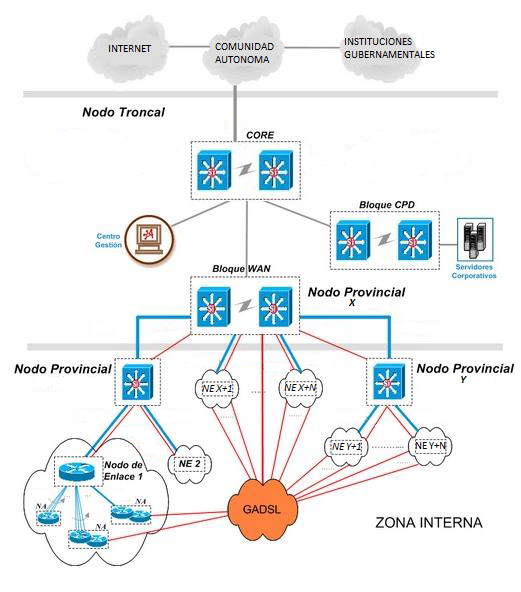 INTERNET
COMUNIDAD
AUTONOMA
INSTITUCIONES
GUBERNAMENTALES
Nodo Troncal
CORE
Bloque CPD
Centro
Gestión
Servidores
Corporativos
Bloque WAN
Nodo Provincial
X
Nodo Provincial
Nodo Provincial
Y
NE X+1
NE X+N
NE Y+1
NE Y+N
NE 2
Nodo de
Enlace 1
NA
NA
NA
GADSL
ZONA INTERNA